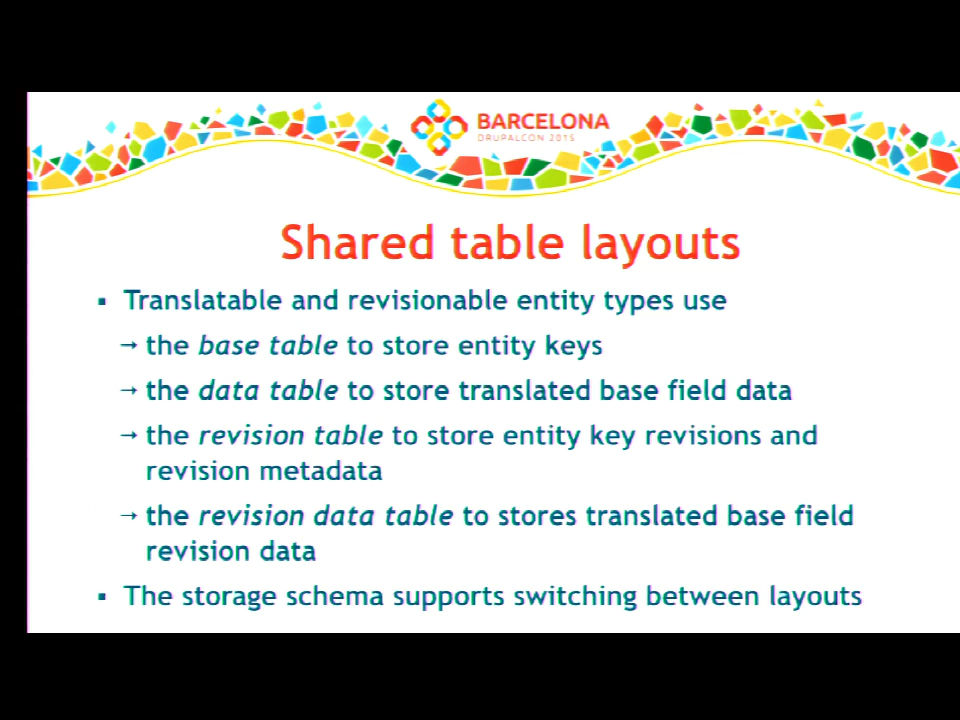 BARCELONA
DRUPALCON 2015
Shared table layouts
▪ Translatable and revisionable entity types use
→ the base table to store entity keys
→ the data table to store translated base field data
→ the revision table to store entity key revisions and
revision metadata
→ the revision data table to stores translated base field
revision data
▪ The storage schema supports switching between layouts